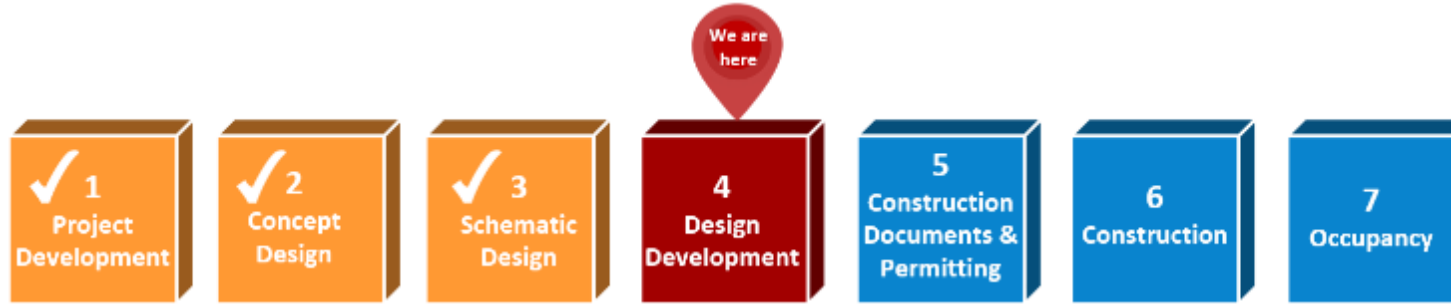 We are
here
1
Project
Development
2
Concept
Design
3
Schematic
Design
4
Design
Development
5
Construction
Documents &
Permitting
6
Construction
7
Occupancy